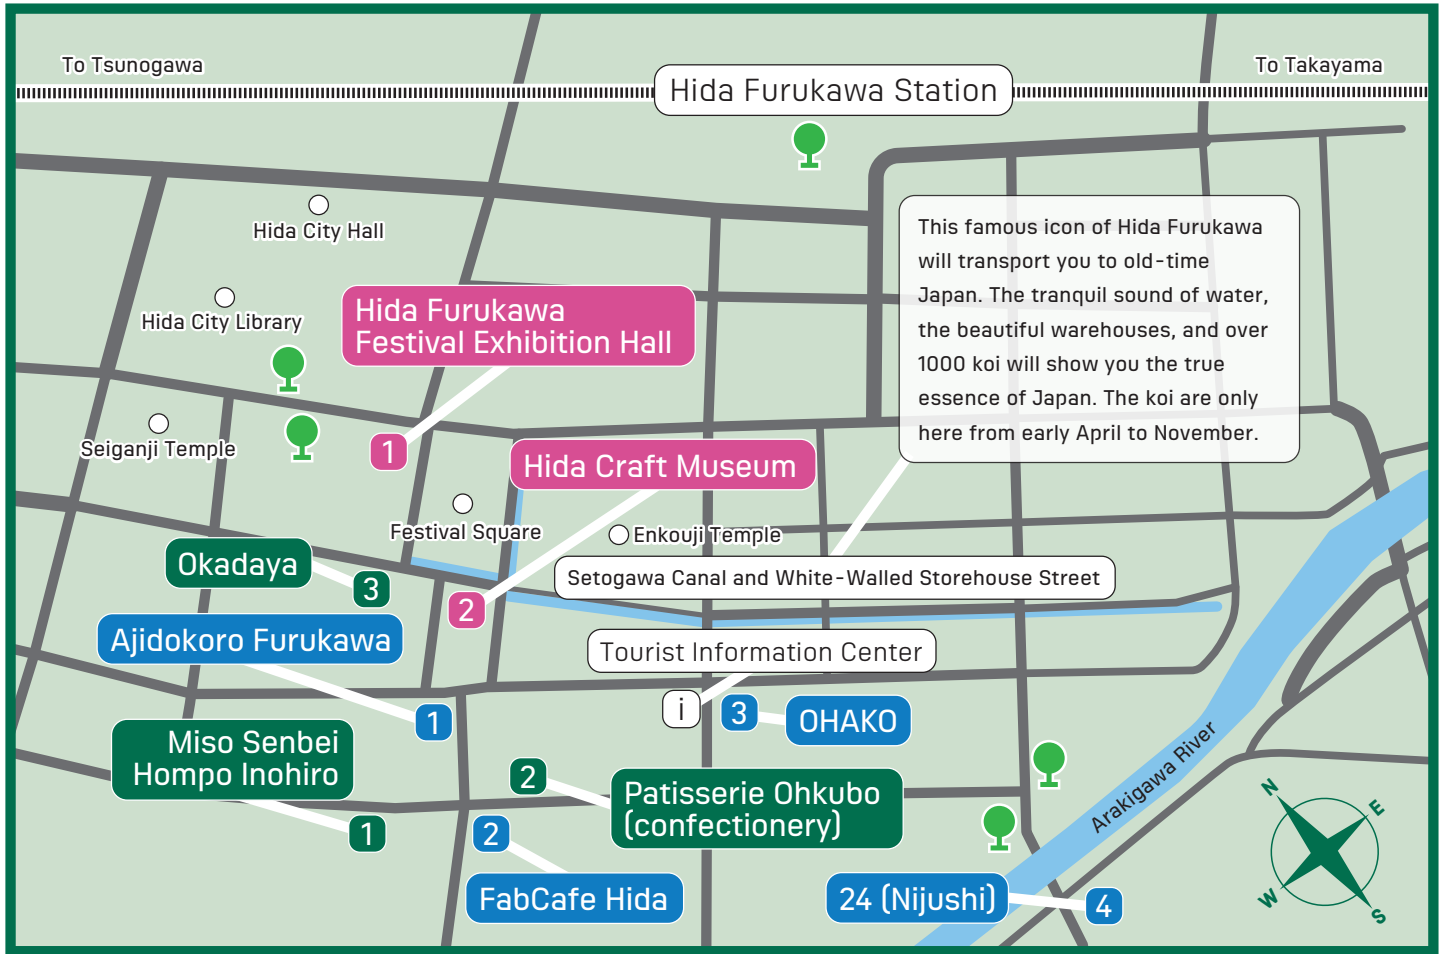 To Tsunogawa
Hida Furukawa Station
To Takayama
Hida City Hall
This famous icon of Hida Furukawa
will transport you to old-time
Japan. The tranquil sound of water,
the beautiful warehouses, and over
1000 koi will show you the true
essence of Japan. The koi are only
here from early April to November.
Hida City Library
Hida Furukawa
Festival Exhibition Hall
1
Seiganji Temple
Hida Craft Museum
2
Festival Square
Enkouji Temple
Okadaya
3
Setogawa Canal and White-Walled Storehouse Street
Ajidokoro Furukawa
1
Tourist Information Center
i
3
OHAKO
Miso Senbei
Hompo Inohiro
1
2
Patisserie Ohkubo
(confectionery)
2
FabCafe Hida
24 (Nijushi)
4
Arakigawa River
N
E
W
S